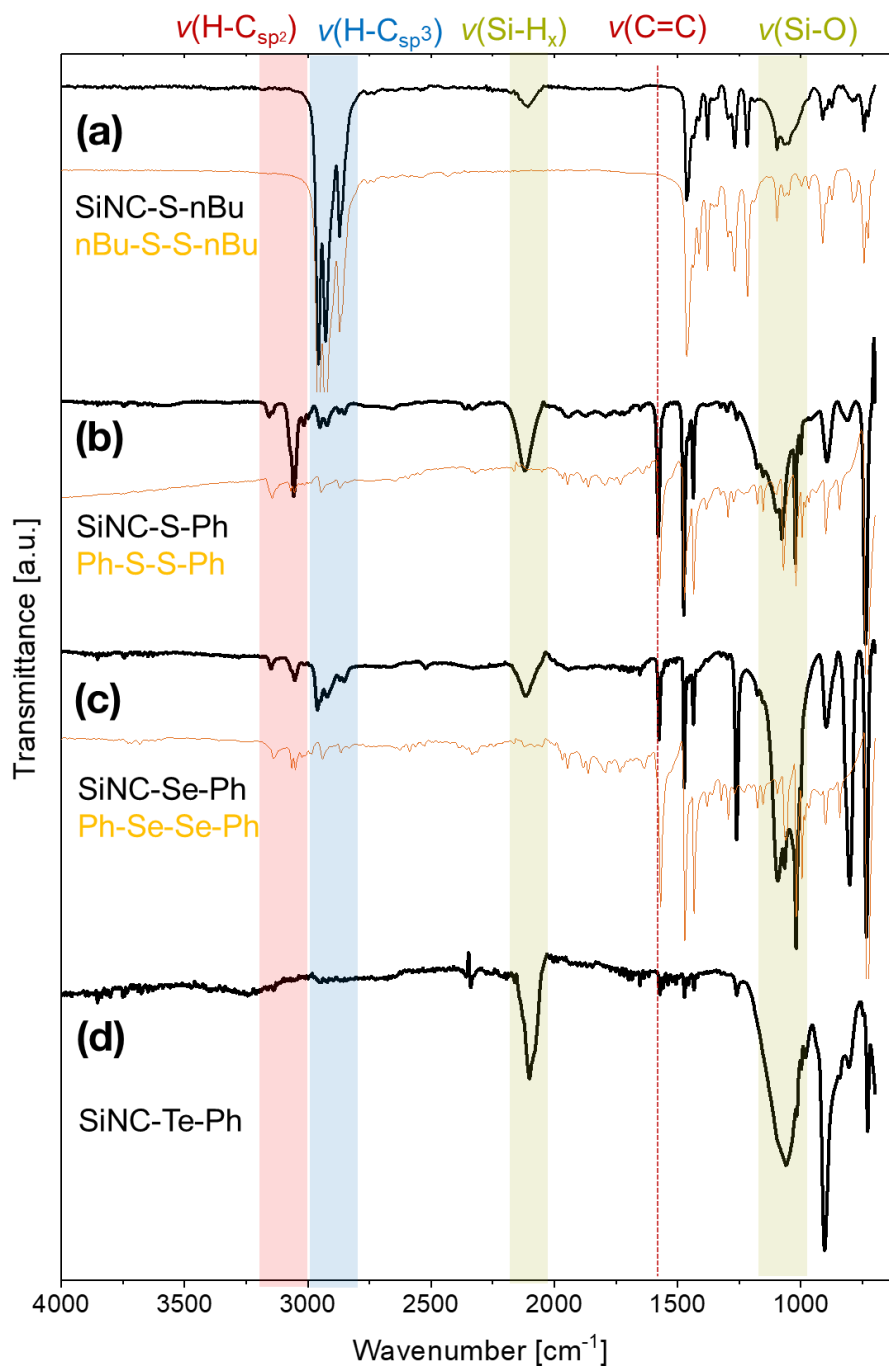 ν(H-Csp²) ν(H-Csp³) ν(Si-Hx) ν(C=C) ν(Si-O)
(a)
SiNC-S-nBu
nBu-S-S-nBu
(b)
SiNC-S-Ph
Ph-S-S-Ph
(c)
SiNC-Se-Ph
Ph-Se-Se-Ph
(d)
SiNC-Te-Ph
Transmittance [a.u.]
4000 3500 3000 2500 2000 1500 1000
Wavenumber [cm⁻¹]